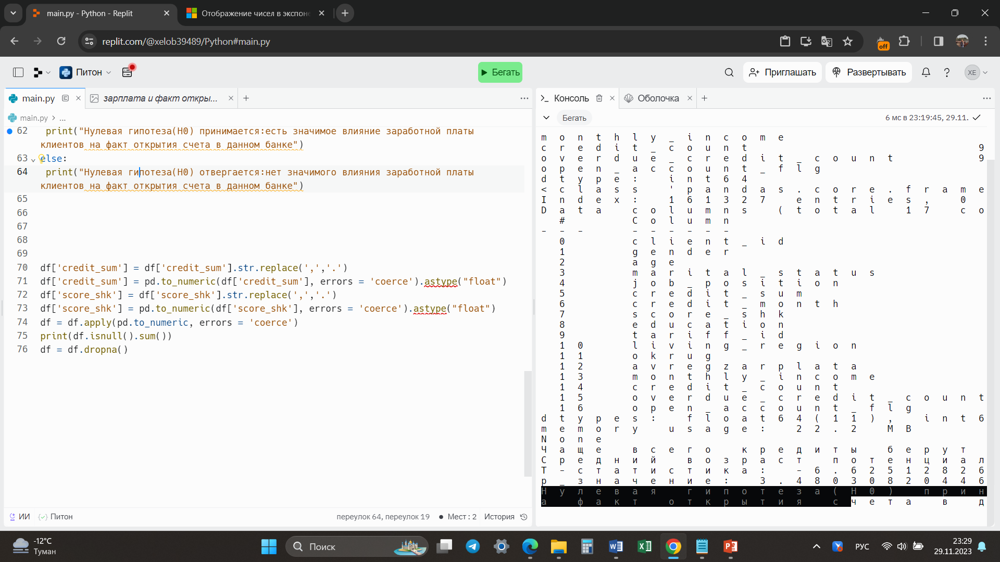 main.py - Python - Replit
Отображение чисел в экспоне
replit.com/@xelob39489/Python#main.py
off
Питон
Бегать
Приглашать
Развертывать
XE
main.py
зарплата и факт откры...
Консоль
Оболочка
main.py > ...
Бегать
6 мс в 23:19:45, 29.11.
62 print("Нулевая гипотеза(H0) принимается:есть значимое влияние заработной платы
клиентов на факт открытия счета в данном банке")
63 else:
64 print("Нулевая гипотеза(H0) отвергается:нет значимого влияния заработной платы
клиентов на факт открытия счета в данном банке")
65
66
67
68
69
70 df['credit_sum'] = df['credit_sum'].str.replace(',','.')
71 df['credit_sum'] = pd.to_numeric(df['credit_sum'], errors = 'coerce').astype("float")
72 df['score_shk'] = df['score_shk'].str.replace(',','.')
73 df['score_shk'] = pd.to_numeric(df['score_shk'], errors = 'coerce').astype("float")
74 df = df.apply(pd.to_numeric, errors = 'coerce')
75 print(df.isnull().sum())
76 df = df.dropna()
monthly_income
credit_count 9
overdue_credit_count 9
open_account_flg
dtype: int64
<class 'pandas.core.frame
Index: 161327 entries, 0
Data columns (total 17 co
# Column
-- ------
0 client_id
1 gender
2 age
3 marital_status
4 job_position
5 credit_sum
6 credit_month
7 score_shk
8 education
9 tariff_id
10 living_region
11 okrug
12 avregzarplata
13 monthly_income
14 credit_count
15 overdue_credit_count
16 open_account_flg
dtypes: float64(11), int6
memory usage: 22.2 MB
None
Чаще всего кредиты берут
Средний возраст потенциал
T-статистика: -6.62512826
p_значение: 3.48030820446
Нулевая гипотеза(H0) прин
а факт открытия счета в д
ИИ
Питон
переулок 64, переулок 19
Мест : 2
История
-12°C
Туман
Поиск
РУС
23:29
29.11.2023